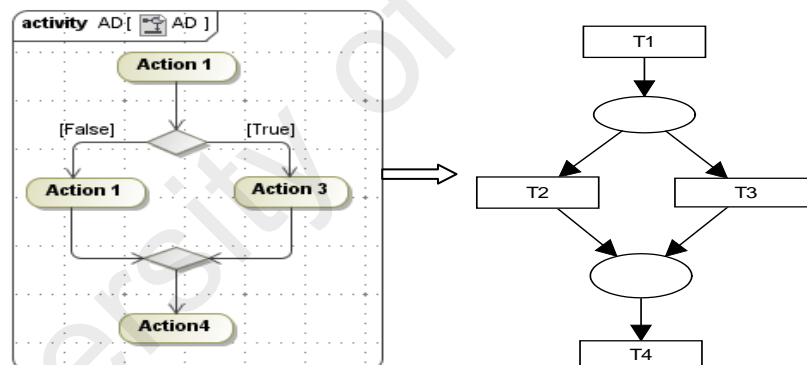 activity AD [ AD ]
Action 1
[False] [True]
Action 1 Action 3
Action4
T1
T2 T3
T4